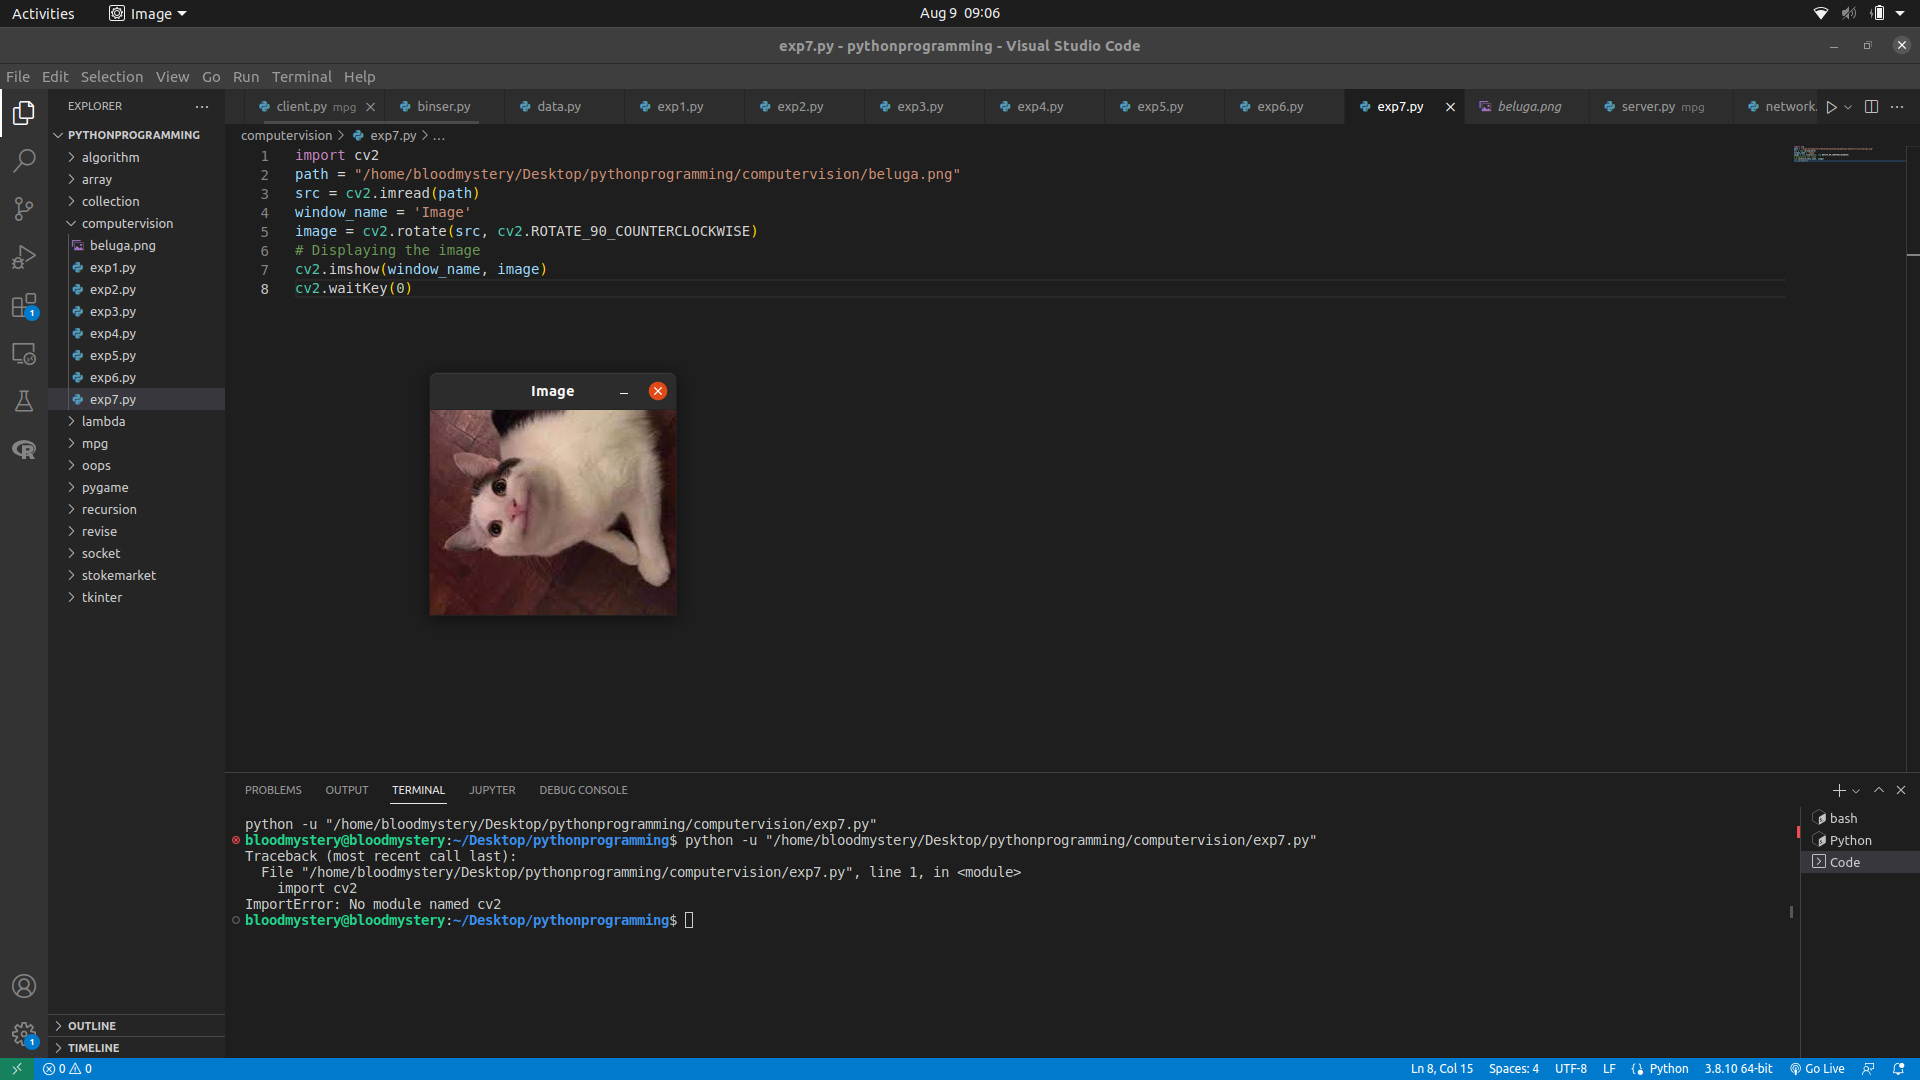 Activities
Image
Aug 9 09:06
exp7.py - pythonprogramming - Visual Studio Code
File Edit Selection View Go Run Terminal Help
EXPLORER
client.py mpg
binser.py
data.py
exp1.py
exp2.py
exp3.py
exp4.py
exp5.py
exp6.py
exp7.py
beluga.png
server.py mpg
network.
PYTHONPROGRAMMING
algorithm
array
collection
computervision
beluga.png
exp1.py
exp2.py
exp3.py
exp4.py
exp5.py
exp6.py
exp7.py
lambda
mpg
oops
pygame
recursion
revise
socket
stokemarket
tkinter
OUTLINE
TIMELINE
1
1
computervision > exp7.py > ...
1 import cv2
2 path = "/home/bloodmystery/Desktop/pythonprogramming/computervision/beluga.png"
3 src = cv2.imread(path)
4 window_name = 'Image'
5 image = cv2.rotate(src, cv2.ROTATE_90_COUNTERCLOCKWISE)
6 # Displaying the image
7 cv2.imshow(window_name, image)
8 cv2.waitKey(0)
Image
PROBLEMS OUTPUT TERMINAL JUPYTER DEBUG CONSOLE
python -u "/home/bloodmystery/Desktop/pythonprogramming/computervision/exp7.py"
bloodmystery@bloodmystery:~/Desktop/pythonprogramming$ python -u "/home/bloodmystery/Desktop/pythonprogramming/computervision/exp7.py"
Traceback (most recent call last):
File "/home/bloodmystery/Desktop/pythonprogramming/computervision/exp7.py", line 1, in <module>
import cv2
ImportError: No module named cv2
bloodmystery@bloodmystery:~/Desktop/pythonprogramming$
bash
Python
Code
0 0
Ln 8, Col 15 Spaces: 4 UTF-8 LF Python 3.8.10 64-bit Go Live